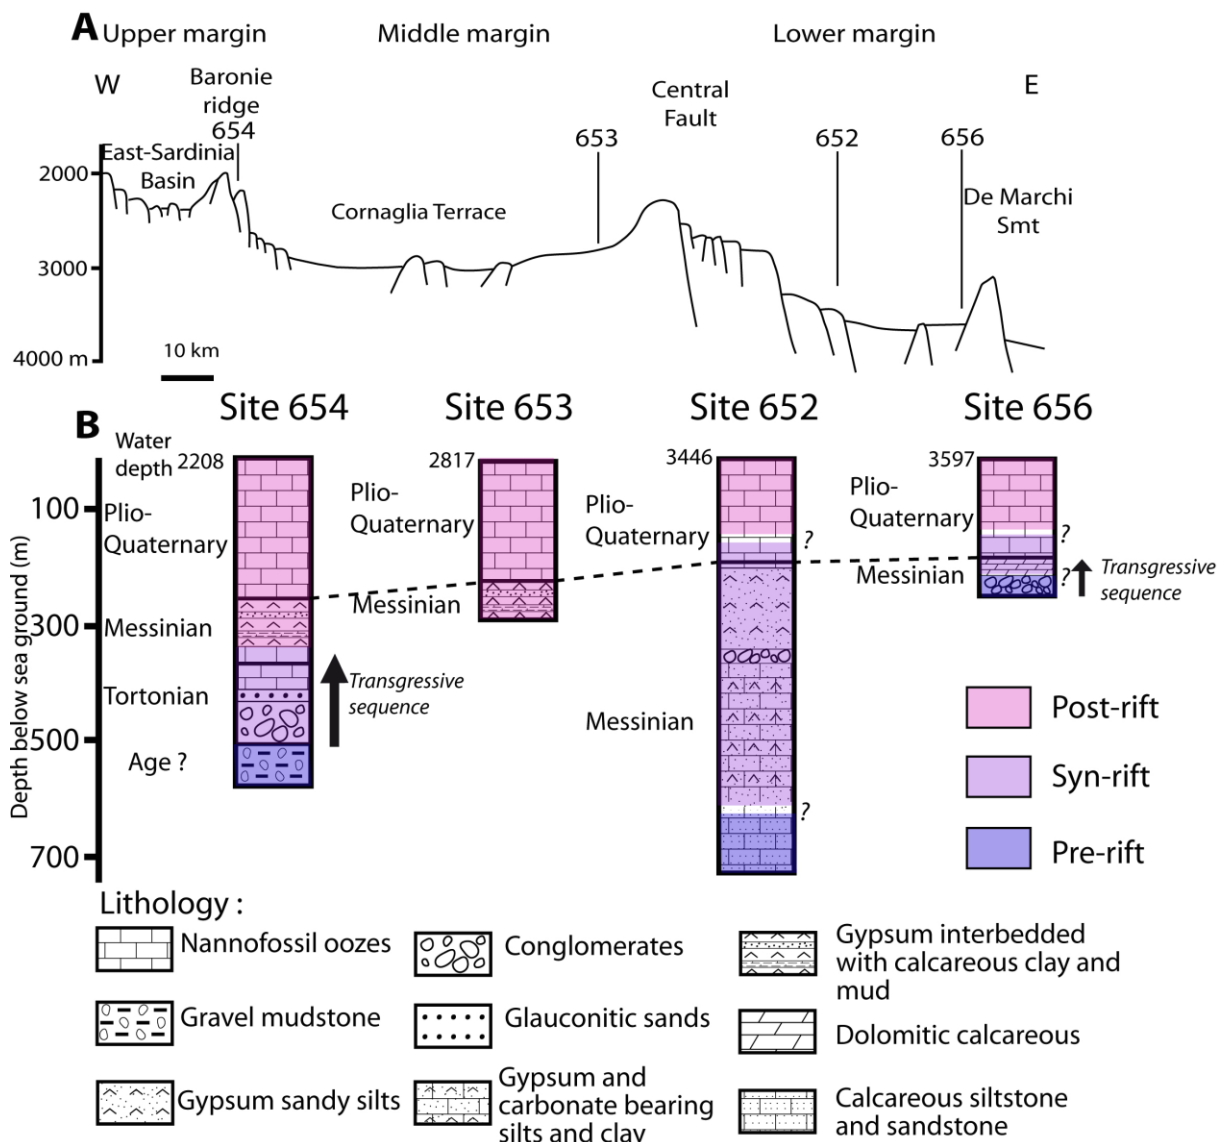 A Upper margin Middle margin Lower margin
W Baronie ridge Central Fault E
654 653 652 656
East-Sardinia
Basin
2000
De Marchi
Smt
Cornaglia Terrace
3000
10 km
4000 m
B Site 654 Site 653 Site 652 Site 656
Water
depth
2208 2817 3446 3597
100
Plio-
Quaternary
Plio-
Quaternary
Plio-
Quaternary
Plio-
Quaternary
? ?
Messinian
Messinian
Messinian
Transgressive
sequence
300
Tortonian
Transgressive
sequence
Messinian
500
Age ?
?
700
Depth below sea ground (m)
Post-rift
Syn-rift
Pre-rift
Lithology :
Nannofossil oozes
Conglomerates
Gypsum interbedded
with calcareous clay and
mud
Gravel mudstone
Glauconitic sands
Dolomitic calcareous
Gypsum sandy silts
Gypsum and
carbonate bearing
silts and clay
Calcareous siltstone
and sandstone
?